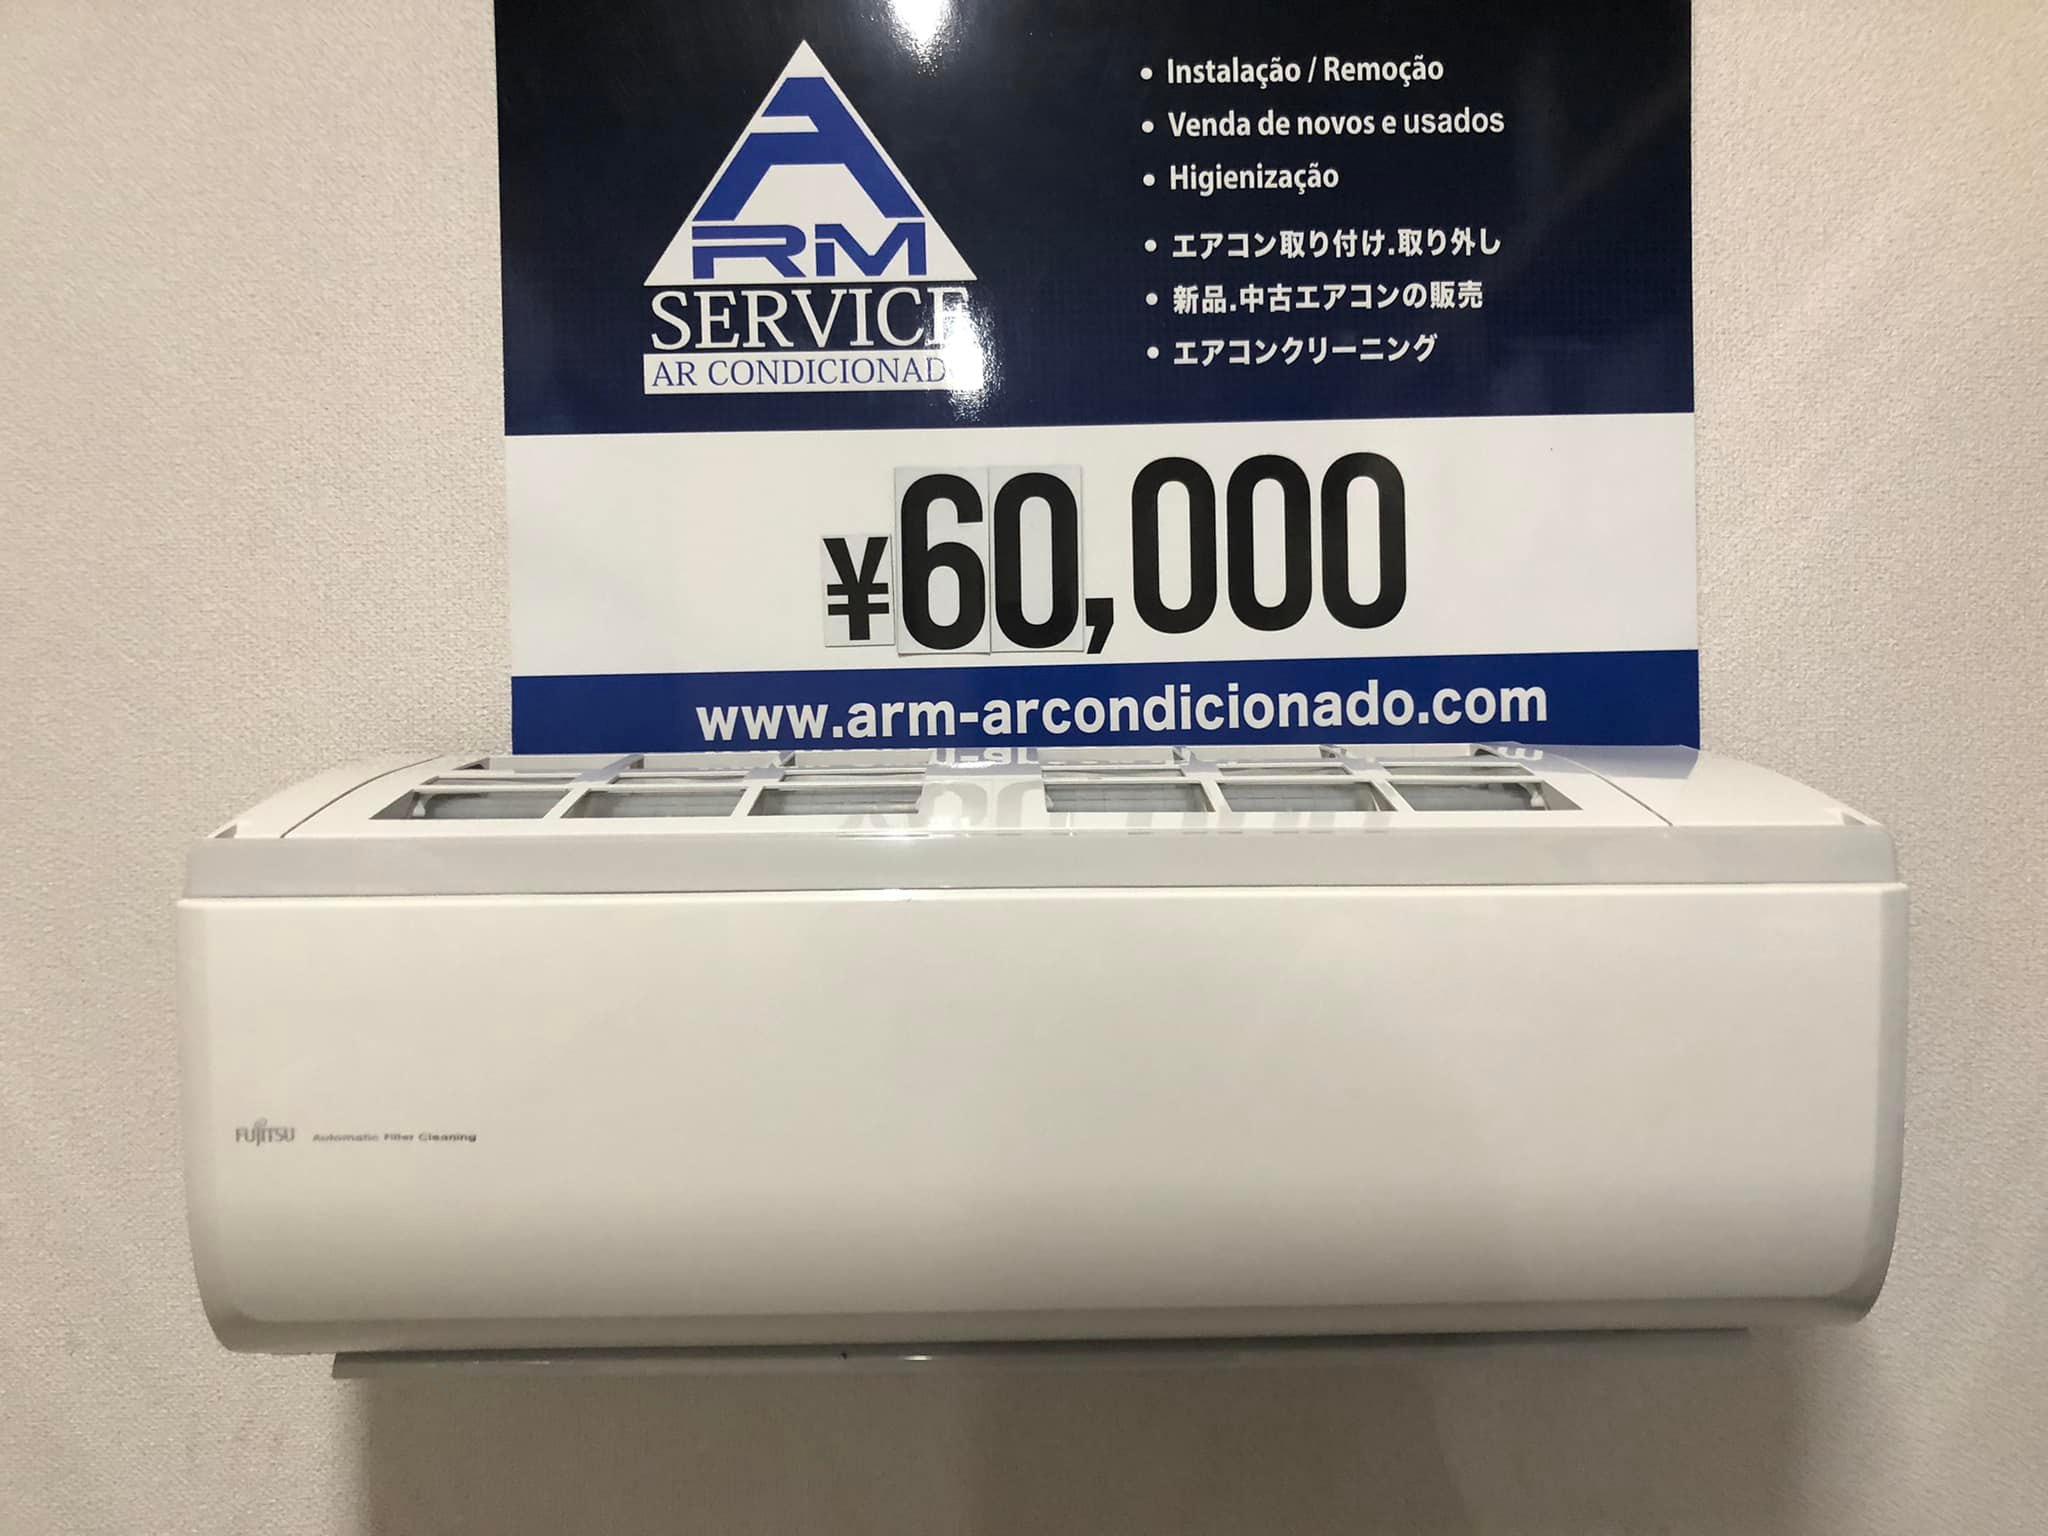 ARM
SERVICE
AR CONDICIONADO
• Instalação / Remoção
• Venda de novos e usados
• Higienização
• エアコン取り付け.取り外し
• 新品.中古エアコンの販売
• エアコンクリーニング
¥60,000
www.arm-arcondicionado.com
FUJITSU Automatic Filter Cleaning